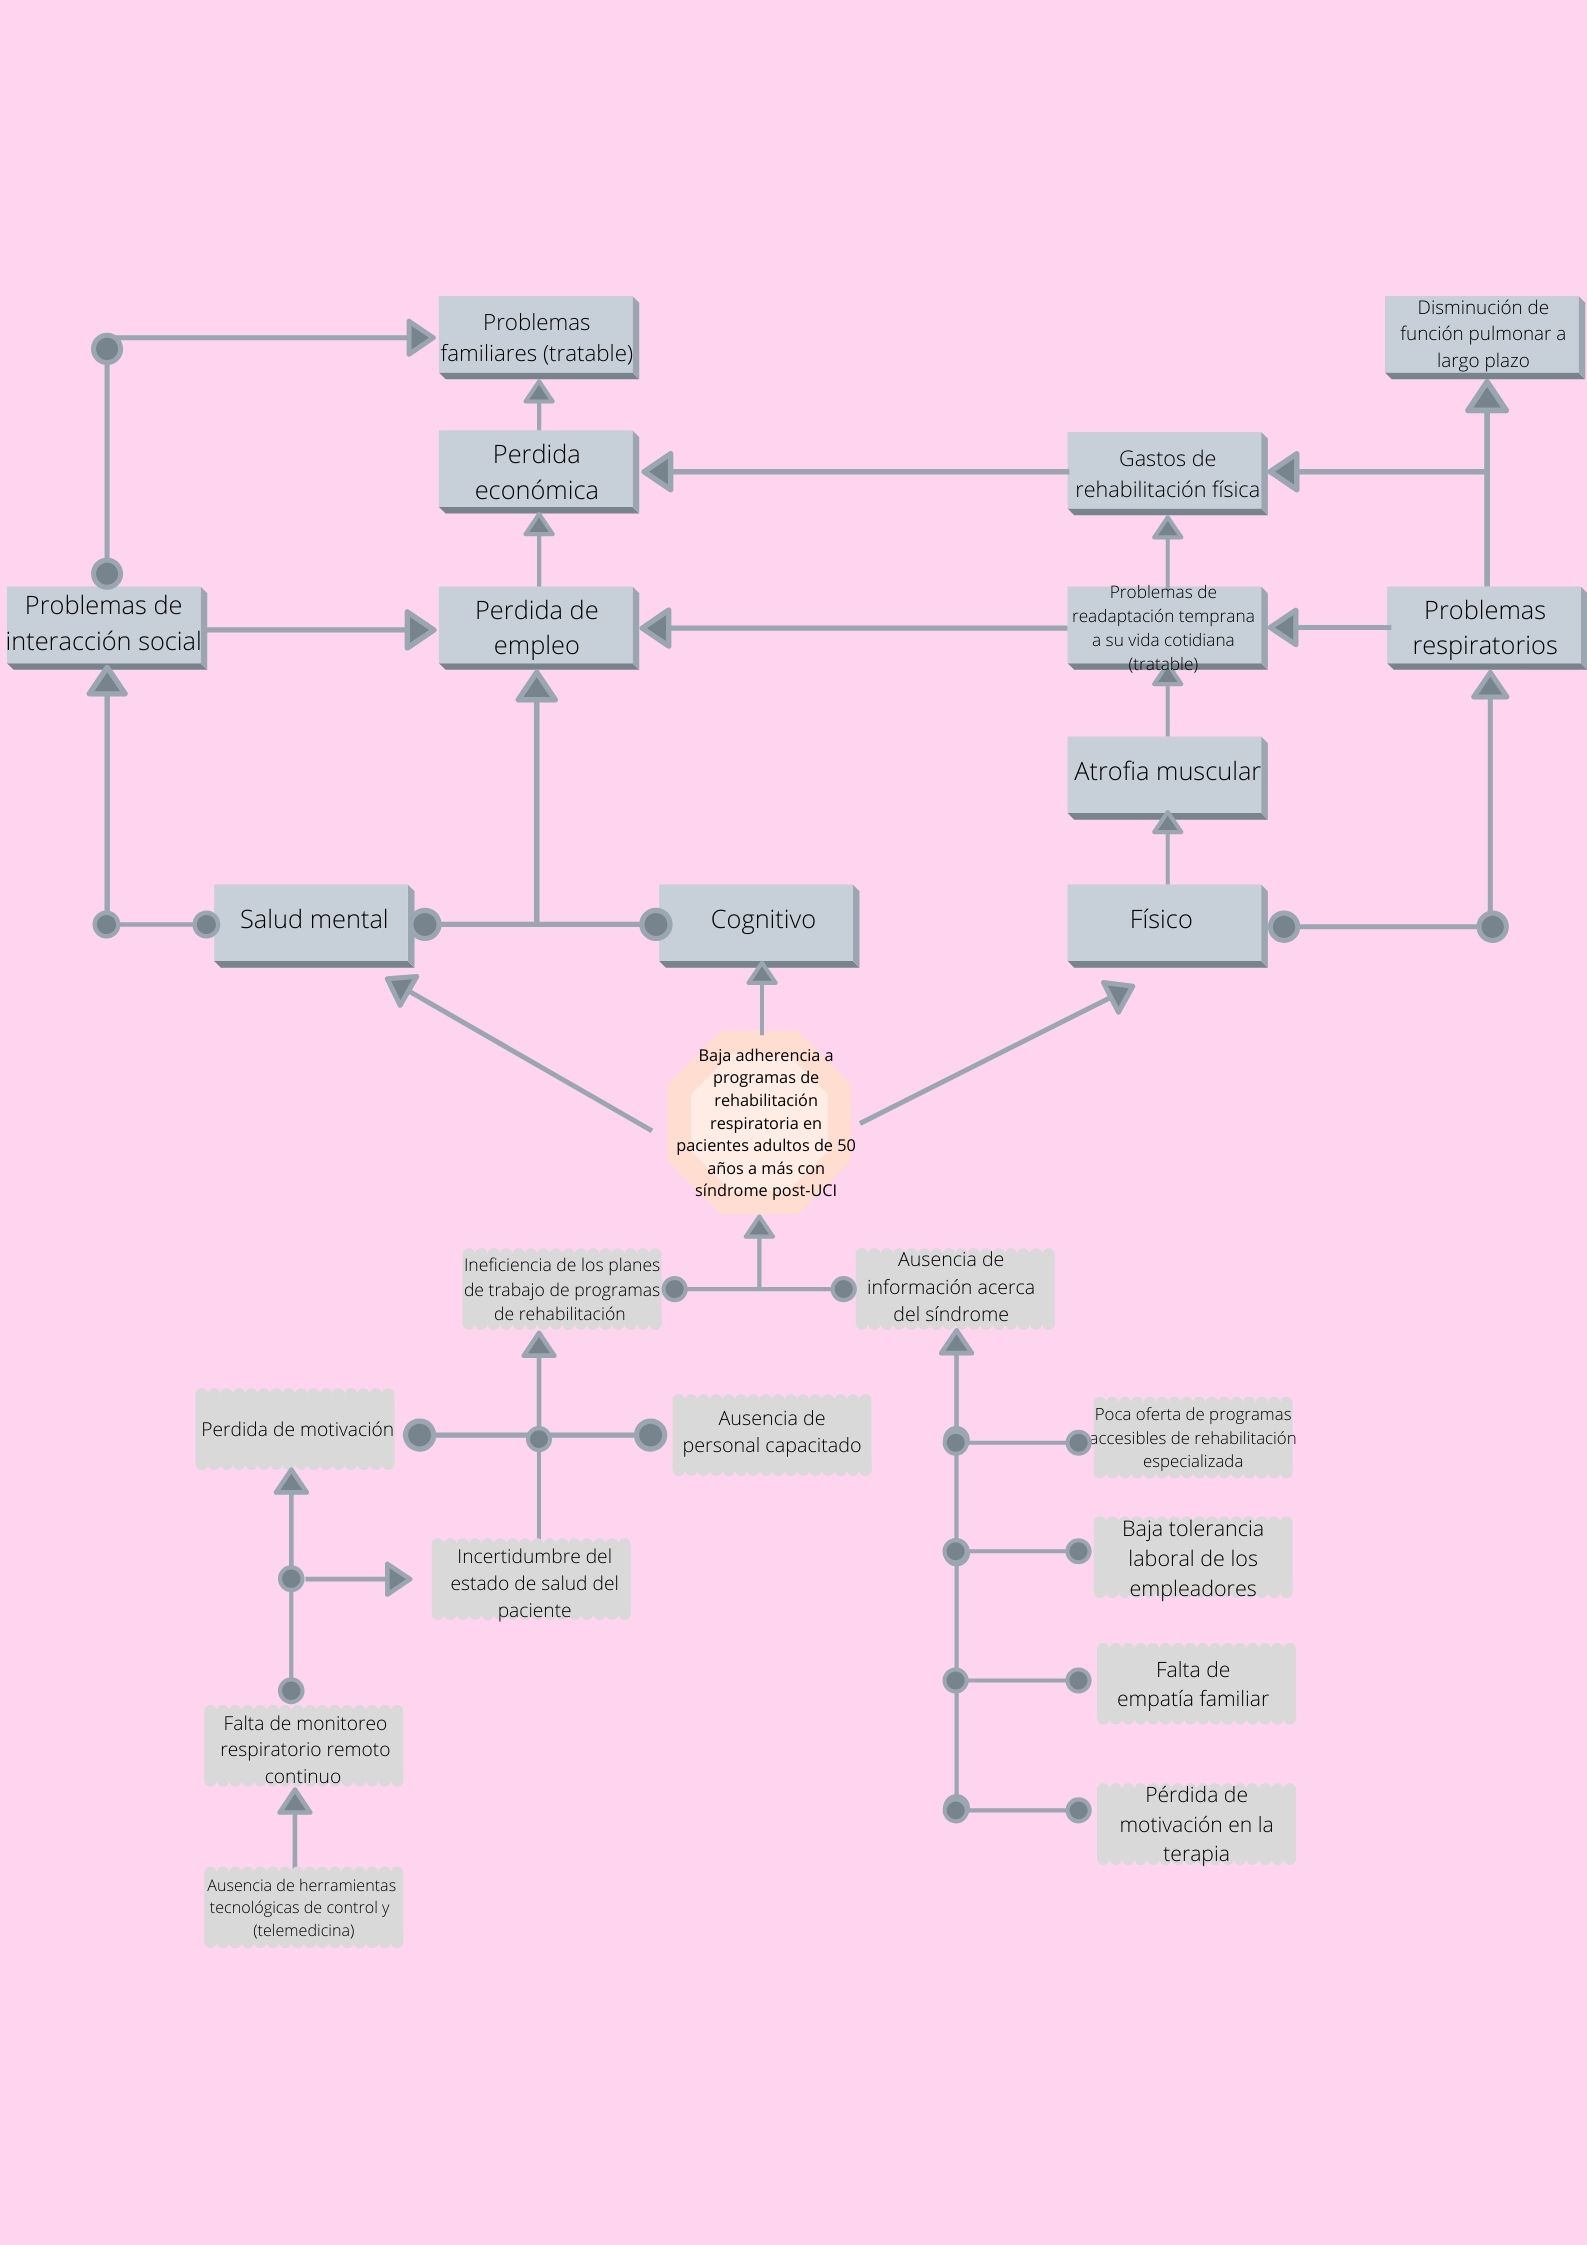 Problemas
familiares (tratable)
Disminución de
función pulmonar a
largo plazo
Perdida
económica
Gastos de
rehabilitación física
Problemas de
interacción social
Perdida de
empleo
Problemas de
readaptación temprana
a su vida cotidiana
(tratable)
Problemas
respiratorios
Atrofia muscular
Salud mental
Cognitivo
Físico
Baja adherencia a
programas de
rehabilitación
respiratoria en
pacientes adultos de 50
años a más con
síndrome post-UCI
Ineficiencia de los planes
de trabajo de programas
de rehabilitación
Ausencia de
información acerca
del síndrome
Perdida de motivación
Ausencia de
personal capacitado
Poca oferta de programas
accesibles de rehabilitación
especializada
Incertidumbre del
estado de salud del
paciente
Baja tolerancia
laboral de los
empleadores
Falta de
empatía familiar
Falta de monitoreo
respiratorio remoto
continuo
Pérdida de
motivación en la
terapia
Ausencia de herramientas
tecnológicas de control y
(telemedicina)